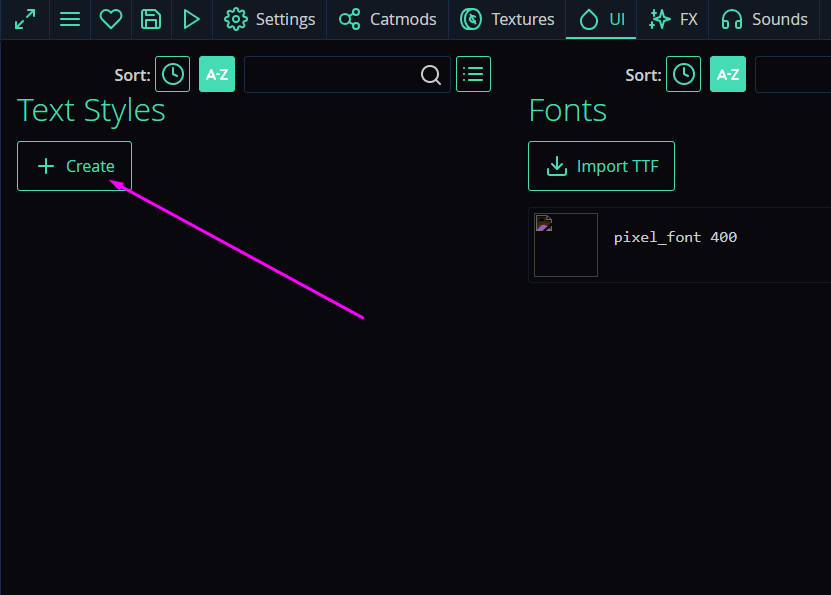 Settings Catmods Textures UI FX Sounds
Sort: A-Z
Sort: A-Z
Text Styles
Fonts
Create
Import TTF
pixel_font 400